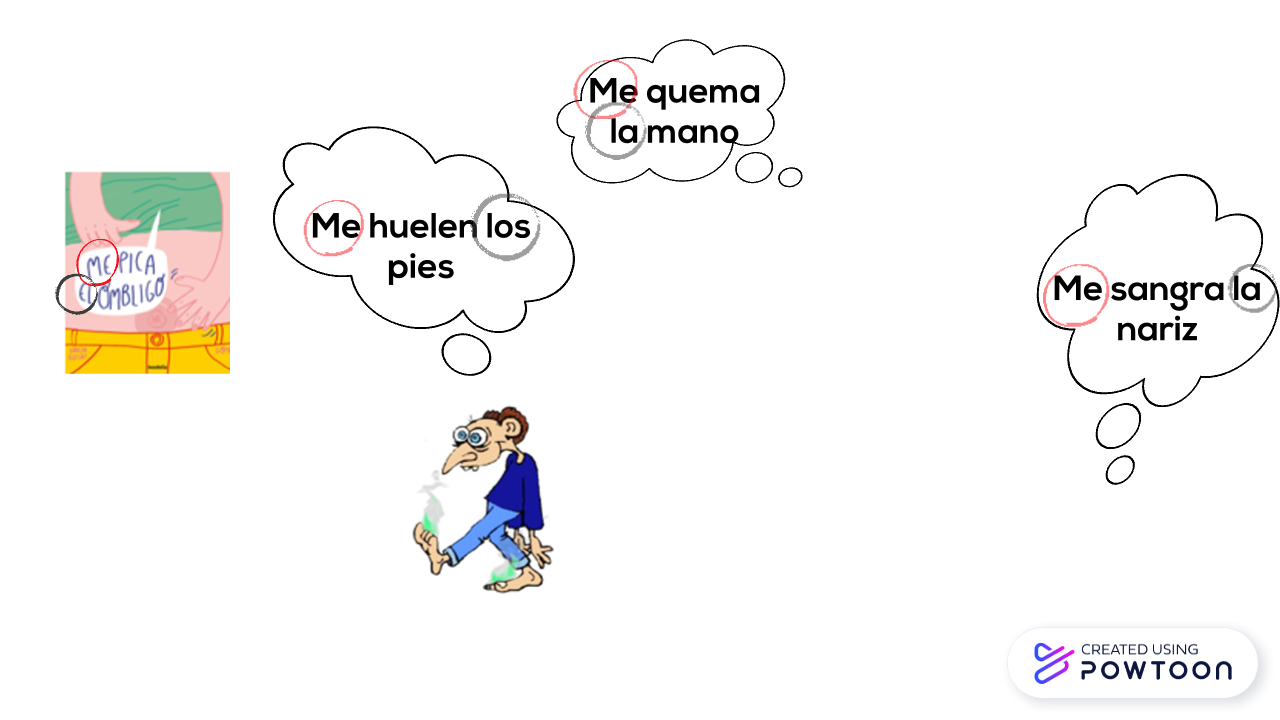 ME PICA
EL OMBLIGO
Me huelen los
pies
Me quema
la mano
Me sangra la
nariz
CREATED USING
POWTOON